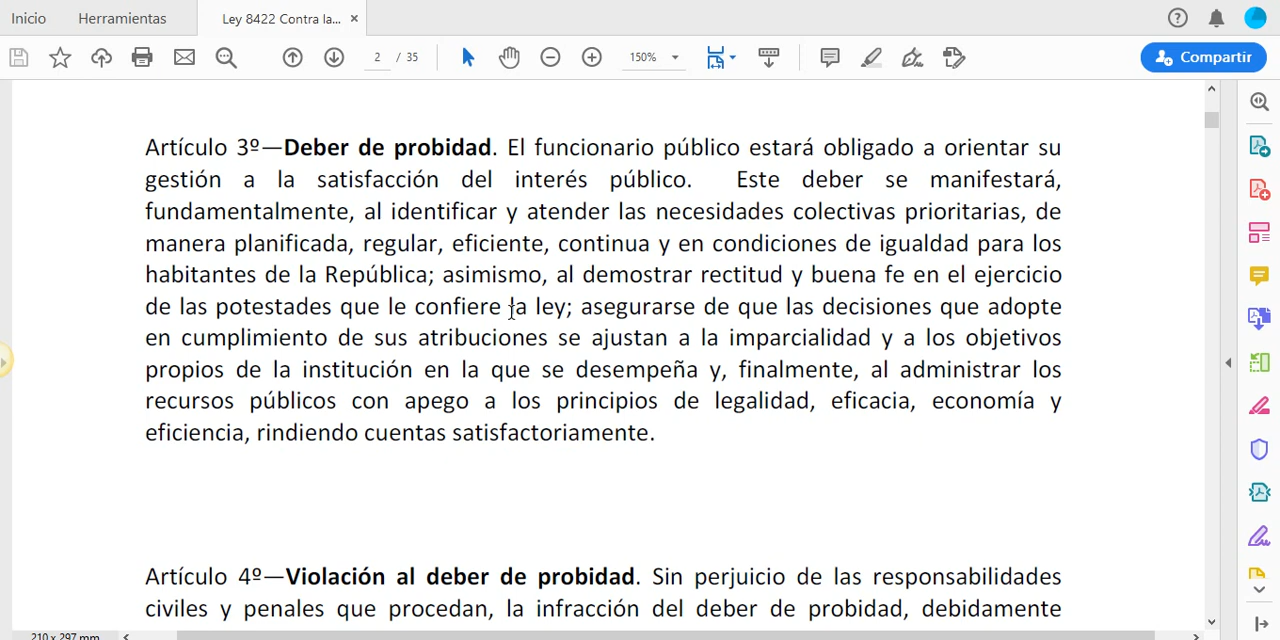 Inicio
Herramientas
Ley 8422 Contra la...
2 / 35
150%
Compartir
Artículo 3º—Deber de probidad. El funcionario público estará obligado a orientar su
gestión a la satisfacción del interés público. Este deber se manifestará,
fundamentalmente, al identificar y atender las necesidades colectivas prioritarias, de
manera planificada, regular, eficiente, continua y en condiciones de igualdad para los
habitantes de la República; asimismo, al demostrar rectitud y buena fe en el ejercicio
de las potestades que le confiere la ley; asegurarse de que las decisiones que adopte
en cumplimiento de sus atribuciones se ajustan a la imparcialidad y a los objetivos
propios de la institución en la que se desempeña y, finalmente, al administrar los
recursos públicos con apego a los principios de legalidad, eficacia, economía y
eficiencia, rindiendo cuentas satisfactoriamente.
Artículo 4º—Violación al deber de probidad. Sin perjuicio de las responsabilidades
civiles y penales que procedan, la infracción del deber de probidad, debidamente
210 x 297 mm